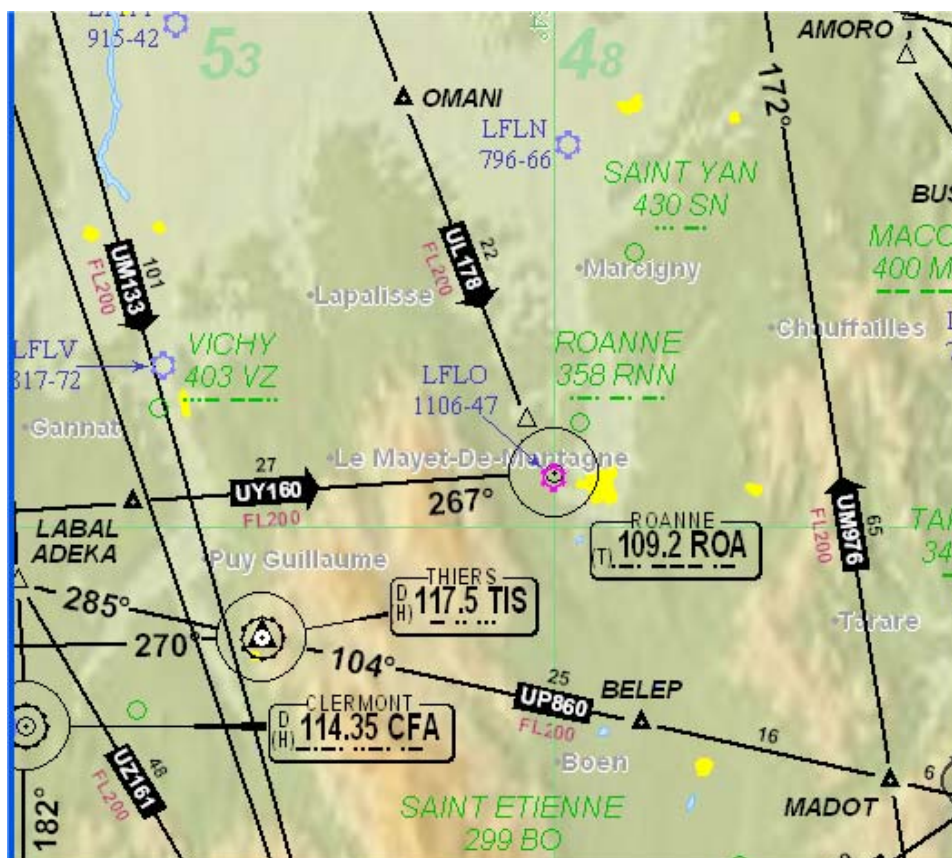 915-42
53
48
AMORO
OMANI
LFLN
796-66
172°
SAINT YAN
430 SN
BUS
MACO
400 M
UM133
101
FL200
UL178
22
FL200
Marcigny
Lapalisse
Chauffailles
LFLV
817-72
VICHY
403 VZ
ROANNE
358 RNN
LFLO
1106-47
Gannat
Le Mayet-De-Montagne
27
UY160
FL200
267°
LABAL
ADEKA
ROANNE
(T) 109.2 ROA
UM976
65
FL200
TA
34
Puy Guillaume
THIERS
D
(H) 117.5 TIS
285°
270°
104°
Tarare
25
UP860
FL200
BELEP
16
CLERMONT
D
(H) 114.35 CFA
Boen
UZ161
48
FL200
182°
SAINT ETIENNE
299 BO
MADOT
6